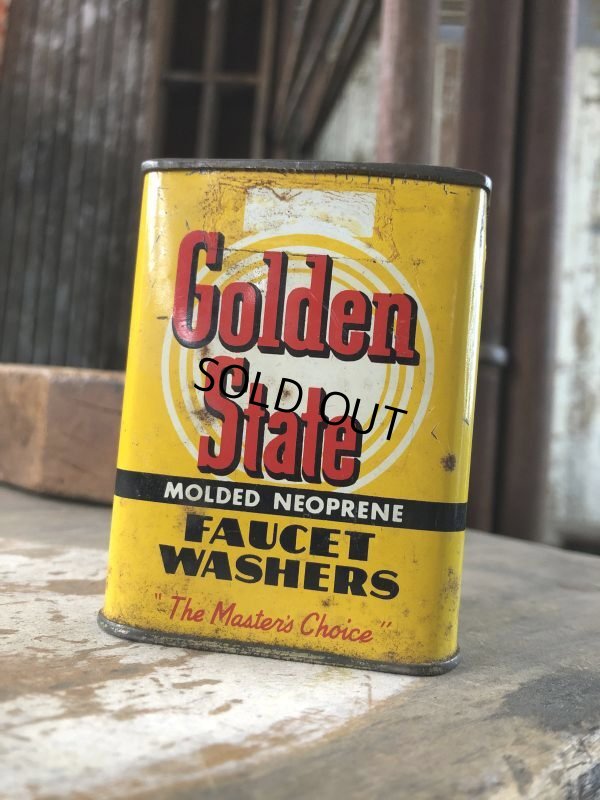 Golden
State
SOLD OUT
MOLDED NEOPRENE
FAUCET
WASHERS
"The Master's Choice"